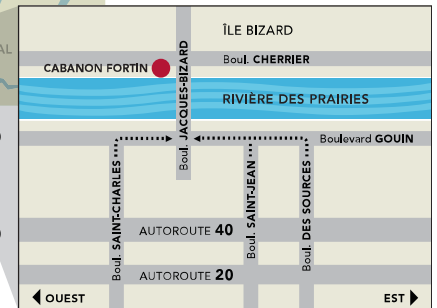 ÎLE BIZARD
Boul. CHERRIER
CABANON FORTIN
Boul. JACQUES-BIZARD
RIVIÈRE DES PRAIRIES
Boulevard GOUIN
Boul. SAINT-CHARLES
Boul. SAINT-JEAN
Boul. DES SOURCES
AUTOROUTE 40
AUTOROUTE 20
OUEST
EST